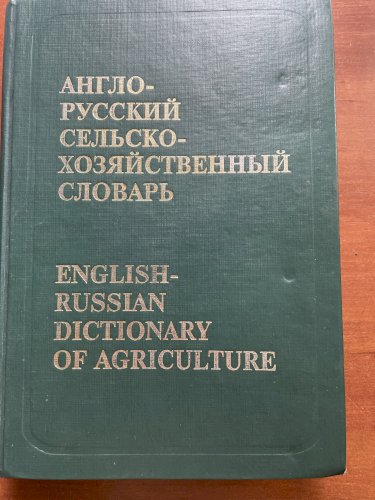 АНГЛО-
РУССКИЙ
СЕЛЬСКО-
ХОЗЯЙСТВЕННЫЙ
СЛОВАРЬ
ENGLISH-
RUSSIAN
DICTIONARY
OF AGRICULTURE